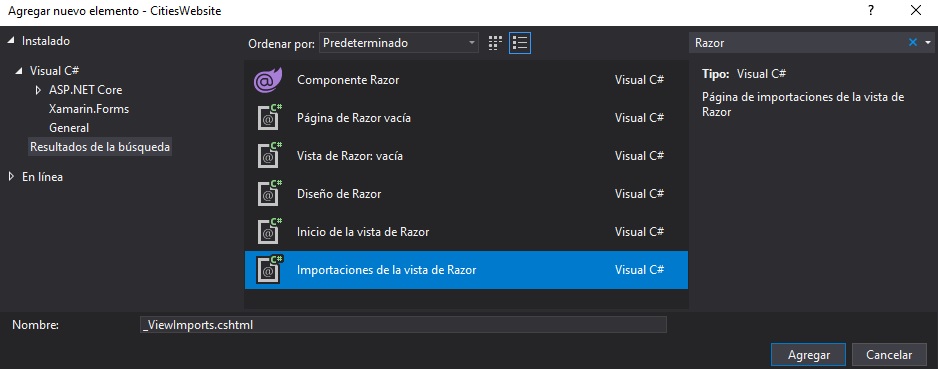 Agregar nuevo elemento - CitiesWebsite
Instalado
Visual C#
ASP.NET Core
Xamarin.Forms
General
Resultados de la búsqueda
En línea
Ordenar por: Predeterminado
Componente Razor Visual C#
Página de Razor vacía Visual C#
Vista de Razor: vacía Visual C#
Diseño de Razor Visual C#
Inicio de la vista de Razor Visual C#
Importaciones de la vista de Razor Visual C#
Razor
Tipo: Visual C#
Página de importaciones de la vista de
Razor
Nombre: _ViewImports.cshtml
Agregar Cancelar